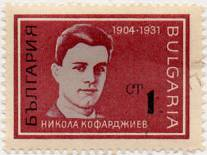 1904-1931
БЪЛГАРИЯ
BULGARIA
СТ 1
НИКОЛА КОФАРДЖИЕВ